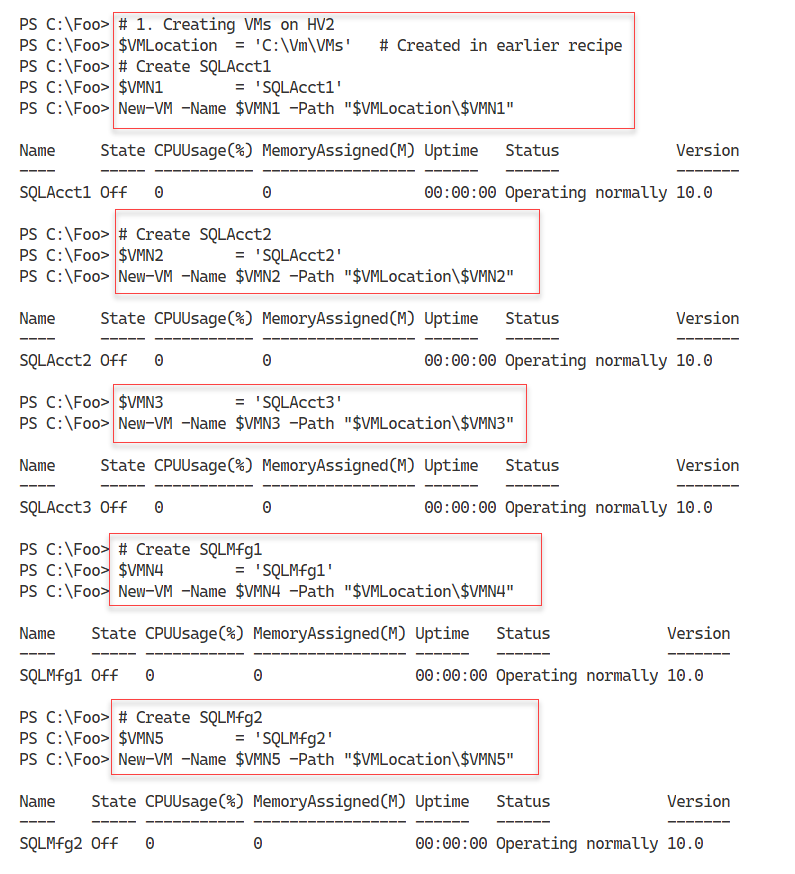 PS C:\Foo> # 1. Creating VMs on HV2
PS C:\Foo> $VMLocation  = 'C:\Vm\VMs'   # Created in earlier recipe
PS C:\Foo> # Create SQLAcct1
PS C:\Foo> $VMN1        = 'SQLAcct1'
PS C:\Foo> New-VM -Name $VMN1 -Path "$VMLocation\$VMN1"
Name     State CPUUsage(%) MemoryAssigned(M) Uptime   Status             Version
----     ----- ----------- ----------------- ------   ------             -------
SQLAcct1 Off   0           0                 00:00:00 Operating normally 10.0
PS C:\Foo> # Create SQLAcct2
PS C:\Foo> $VMN2        = 'SQLAcct2'
PS C:\Foo> New-VM -Name $VMN2 -Path "$VMLocation\$VMN2"
Name     State CPUUsage(%) MemoryAssigned(M) Uptime   Status             Version
----     ----- ----------- ----------------- ------   ------             -------
SQLAcct2 Off   0           0                 00:00:00 Operating normally 10.0
PS C:\Foo> $VMN3        = 'SQLAcct3'
PS C:\Foo> New-VM -Name $VMN3 -Path "$VMLocation\$VMN3"
Name     State CPUUsage(%) MemoryAssigned(M) Uptime   Status             Version
----     ----- ----------- ----------------- ------   ------             -------
SQLAcct3 Off   0           0                 00:00:00 Operating normally 10.0
PS C:\Foo> # Create SQLMfg1
PS C:\Foo> $VMN4        = 'SQLMfg1'
PS C:\Foo> New-VM -Name $VMN4 -Path "$VMLocation\$VMN4"
Name    State CPUUsage(%) MemoryAssigned(M) Uptime   Status             Version
----    ----- ----------- ----------------- ------   ------             -------
SQLMfg1 Off   0           0                 00:00:00 Operating normally 10.0
PS C:\Foo> # Create SQLMfg2
PS C:\Foo> $VMN5        = 'SQLMfg2'
PS C:\Foo> New-VM -Name $VMN5 -Path "$VMLocation\$VMN5"
Name    State CPUUsage(%) MemoryAssigned(M) Uptime   Status             Version
----    ----- ----------- ----------------- ------   ------             -------
SQLMfg2 Off   0           0                 00:00:00 Operating normally 10.0